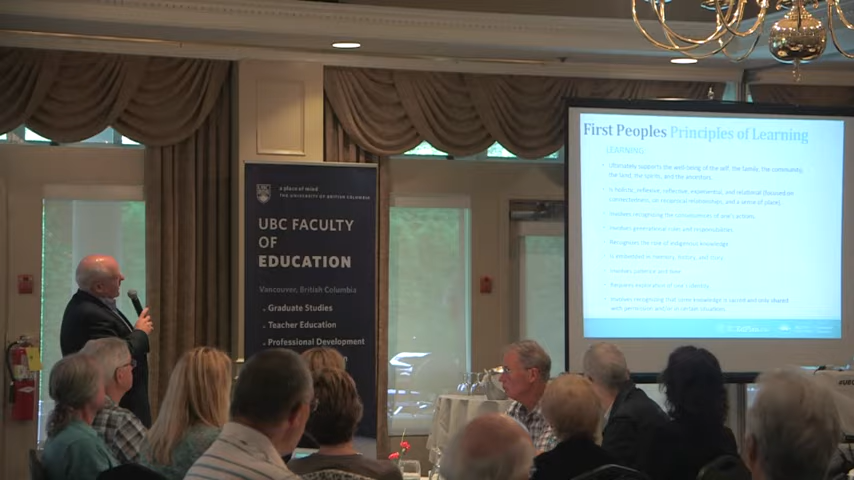 a place of mind
THE UNIVERSITY OF BRITISH COLUMBIA
UBC FACULTY
OF
EDUCATION
Vancouver, British Columbia
Graduate Studies
Teacher Education
Professional Development
First Peoples Principles of Learning
LEARNING:
Ultimately supports the well-being of the self, the family, the community,
the land, the spirits, and the ancestors.
Is holistic, reflexive, reflective, experiential, and relational (focused on
connectedness, on reciprocal relationships, and a sense of place).
Involves recognizing the consequences of one's actions.
Involves generational roles and responsibilities.
Recognizes the role of indigenous knowledge.
Is embedded in memory, history, and story.
Involves patience and time.
Requires exploration of one's identity.
Involves recognizing that some knowledge is sacred and only shared
with permission and/or in certain situations.